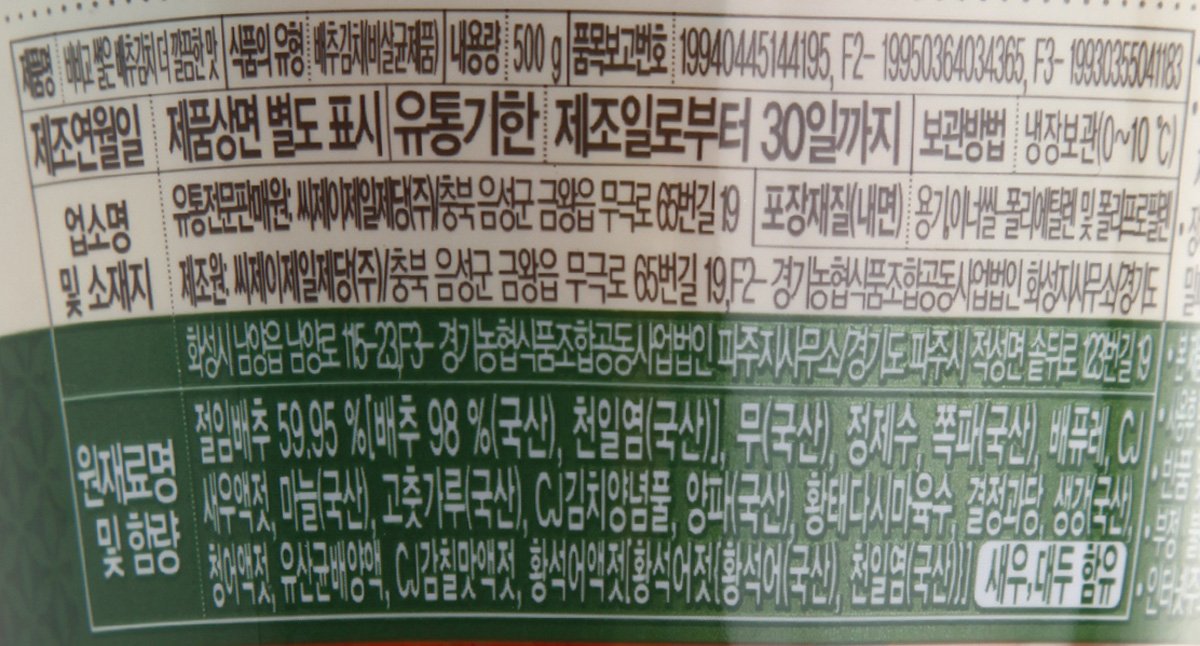 제품명 비비고 썰은 배추김치 더 깔끔한 맛 식품의 유형 배추김치(비살균제품) 내용량 500 g 품목보고번호 19940445144195, F2- 19950364034365, F3- 19930355041183
제조연월일 제품상면 별도 표시 유통기한 제조일로부터 30일까지 보관방법 냉장보관(0~10 ℃)
업소명 유통전문판매원: 씨제이제일제당(주)/충북 음성군 금왕읍 무극로 65번길 19 포장재질(내면) 용기,이너씰-폴리에틸렌 및 폴리프로필렌
및 소재지 제조원: 씨제이제일제당(주)/충북 음성군 금왕읍 무극로 65번길 19,F2- 경기농협식품조합공동사업법인 화성지사무소/경기도
화성시 남양읍 남양로 115-23,F3- 경기농협식품조합공동사업법인 파주지사무소/경기도 파주시 적성면 솥뒤로 123번길 19
원재료명 절임배추 59.95 %[배추 98 %(국산), 천일염(국산)], 무(국산), 정제수, 쪽파(국산), 배퓨레, CJ
새우액젓, 마늘(국산), 고춧가루(국산), CJ김치양념풀, 양파(국산), 황태다시마육수, 결정과당, 생강(국산),
및 함량 청어액젓, 유산균배양액, CJ감칠맛액젓, 황석어액젓[황석어젓{황석어(국산), 천일염(국산)}] 새우,대두 함유